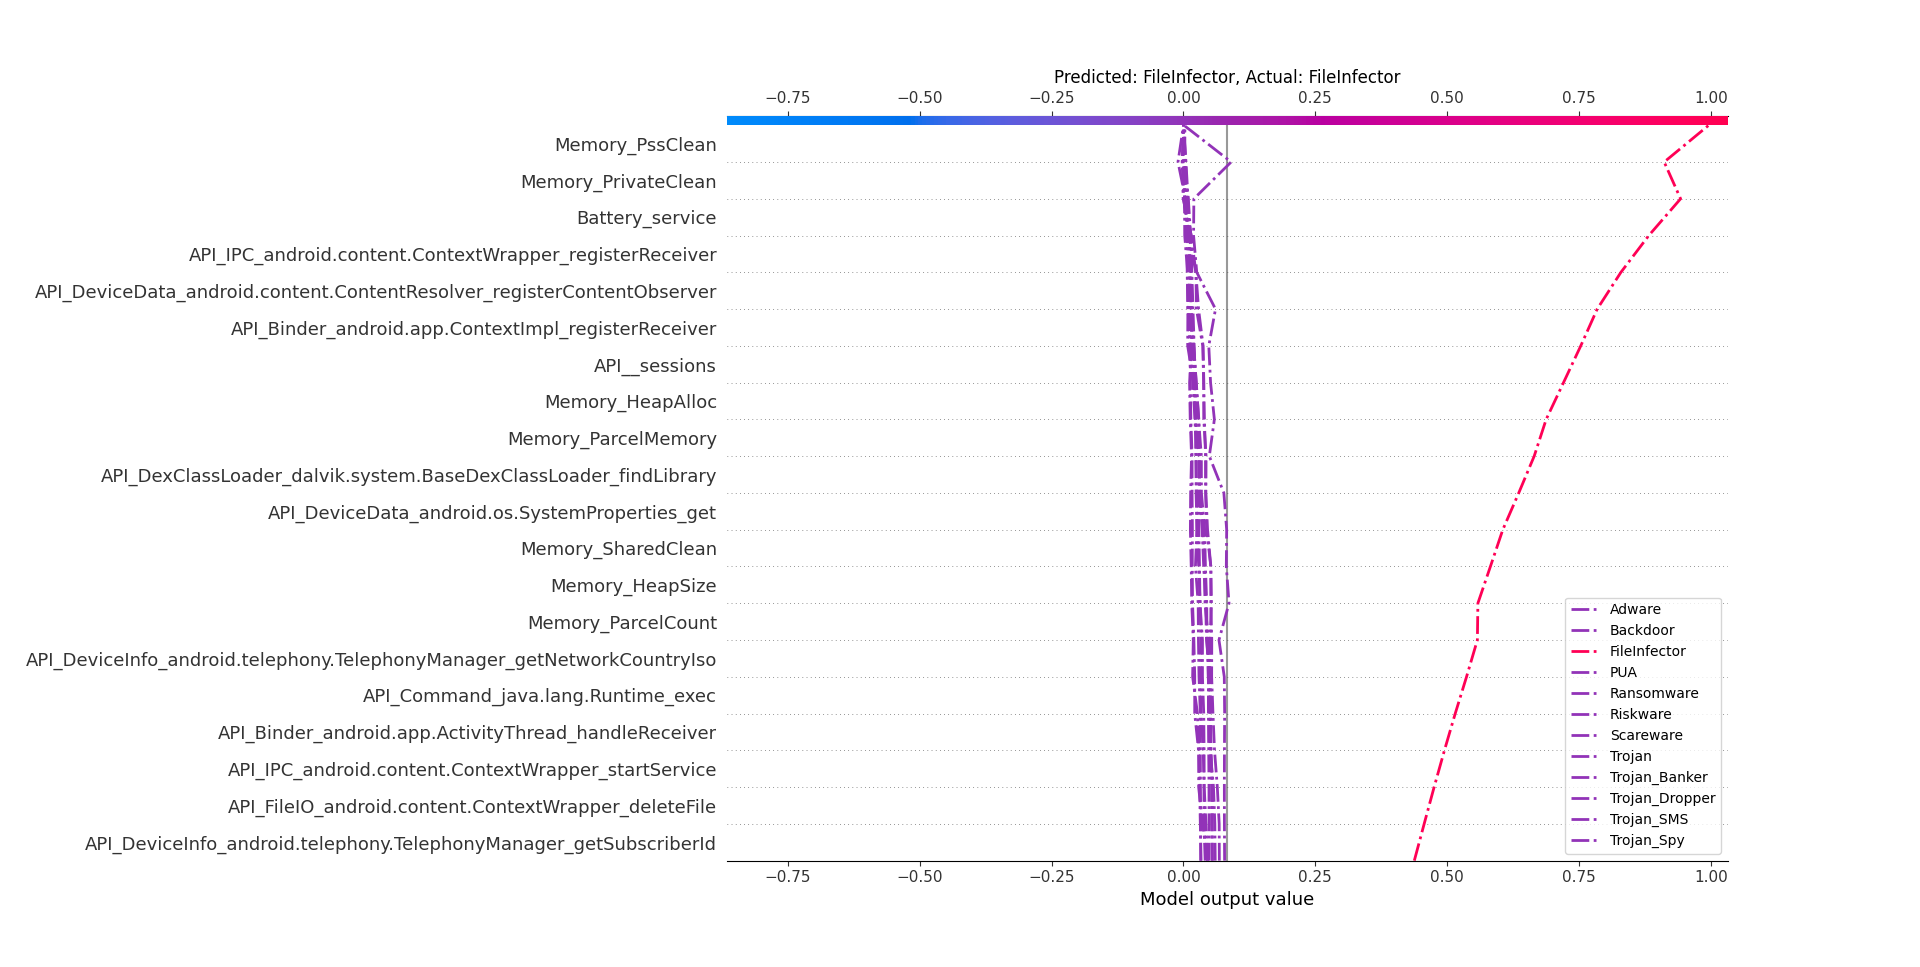 Predicted: FileInfector, Actual: FileInfector
−0.75 −0.50 −0.25 0.00 0.25 0.50 0.75 1.00
Memory_PssClean
Memory_PrivateClean
Battery_service
API_IPC_android.content.ContextWrapper_registerReceiver
API_DeviceData_android.content.ContentResolver_registerContentObserver
API_Binder_android.app.ContextImpl_registerReceiver
API__sessions
Memory_HeapAlloc
Memory_ParcelMemory
API_DexClassLoader_dalvik.system.BaseDexClassLoader_findLibrary
API_DeviceData_android.os.SystemProperties_get
Memory_SharedClean
Memory_HeapSize
Memory_ParcelCount
API_DeviceInfo_android.telephony.TelephonyManager_getNetworkCountryIso
API_Command_java.lang.Runtime_exec
API_Binder_android.app.ActivityThread_handleReceiver
API_IPC_android.content.ContextWrapper_startService
API_FileIO_android.content.ContextWrapper_deleteFile
API_DeviceInfo_android.telephony.TelephonyManager_getSubscriberId
Adware
Backdoor
FileInfector
PUA
Ransomware
Riskware
Scareware
Trojan
Trojan_Banker
Trojan_Dropper
Trojan_SMS
Trojan_Spy
−0.75 −0.50 −0.25 0.00 0.25 0.50 0.75 1.00
Model output value